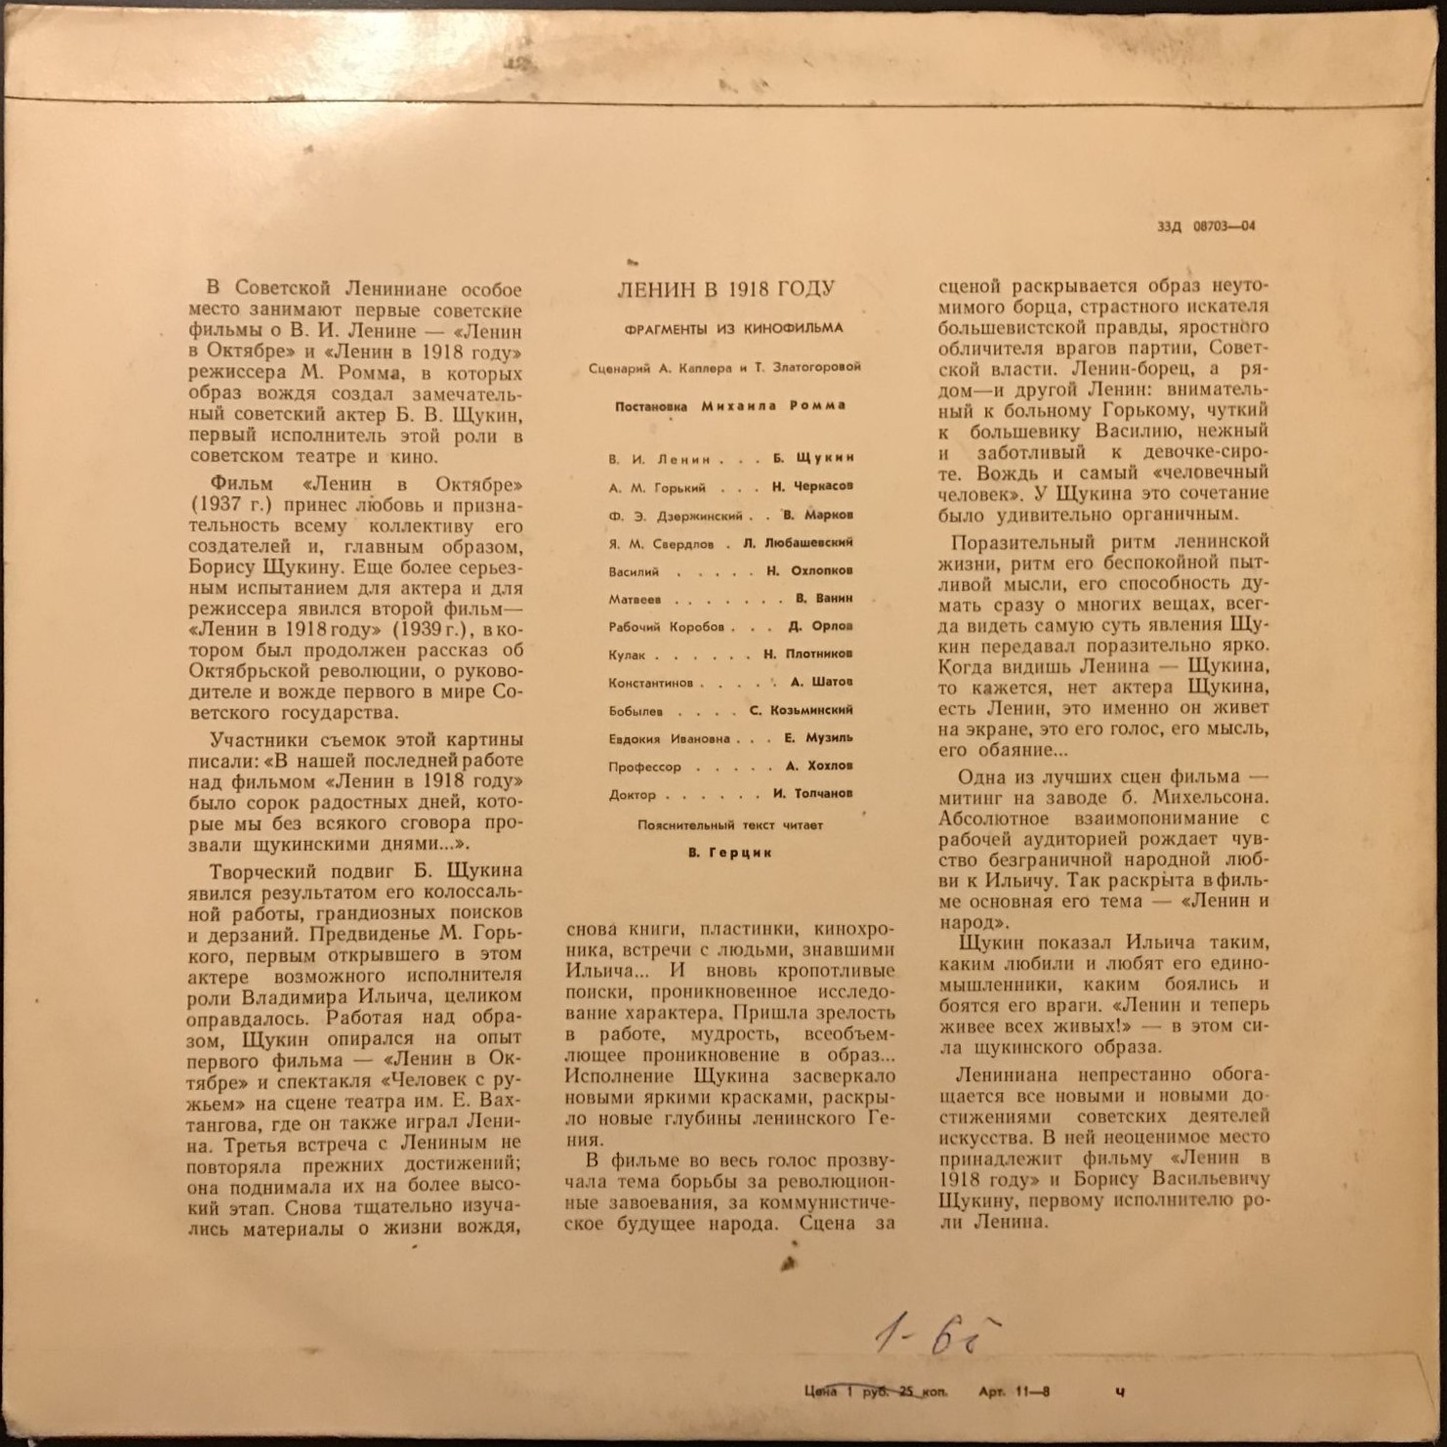 33Д 08703—04
В Советской Лениниане особое
место занимают первые советские
фильмы о В. И. Ленине — «Ленин
в Октябре» и «Ленин в 1918 году»
режиссера М. Ромма, в которых
образ вождя создал замечатель-
ный советский актер Б. В. Щукин,
первый исполнитель этой роли в
советском театре и кино.
Фильм «Ленин в Октябре»
(1937 г.) принес любовь и призна-
тельность всему коллективу его
создателей и, главным образом,
Борису Щукину. Еще более серьез-
ным испытанием для актера и для
режиссера явился второй фильм—
«Ленин в 1918 году» (1939 г.), в ко-
тором был продолжен рассказ об
Октябрьской революции, о руково-
дителе и вожде первого в мире Со-
ветского государства.
Участники съемок этой картины
писали: «В нашей последней работе
над фильмом «Ленин в 1918 году»
было сорок радостных дней, кото-
рые мы без всякого сговора про-
звали щукинскими днями...».
Творческий подвиг Б. Щукина
явился результатом его колоссаль-
ной работы, грандиозных поисков
и дерзаний. Предвиденье М. Горь-
кого, первым открывшего в этом
актере возможного исполнителя
роли Владимира Ильича, целиком
оправдалось. Работая над обра-
зом, Щукин опирался на опыт
первого фильма — «Ленин в Ок-
тябре» и спектакля «Человек с ру-
жьем» на сцене театра им. Е. Вах-
тангова, где он также играл Лени-
на. Третья встреча с Лениным не
повторяла прежних достижений;
она поднимала их на более высо-
кий этап. Снова тщательно изуча-
лись материалы о жизни вождя,
ЛЕНИН В 1918 ГОДУ
ФРАГМЕНТЫ ИЗ КИНОФИЛЬМА
Сценарий А. Каплера и Т. Златогоровой
Постановка Михаила Ромма
В. И. Ленин . . . Б. Щукин
А. М. Горький . . . Н. Черкасов
Ф. Э. Дзержинский . . В. Марков
Я. М. Свердлов . Л. Любашевский
Василий . . . . . Н. Охлопков
Матвеев . . . . . . . В. Ванин
Рабочий Коробов . . . Д. Орлов
Кулак . . . . . . Н. Плотников
Константинов . . . . . А. Шатов
Бобылев . . . . С. Козьминский
Евдокия Ивановна . . . Е. Музиль
Профессор . . . . . А. Хохлов
Доктор . . . . . . И. Толчанов
Пояснительный текст читает
В. Герцик
снова книги, пластинки, кинохро-
ника, встречи с людьми, знавшими
Ильича... И вновь кропотливые
поиски, проникновенное исследо-
вание характера. Пришла зрелость
в работе, мудрость, всеобъем-
лющее проникновение в образ...
Исполнение Щукина засверкало
новыми яркими красками, раскры-
ло новые глубины ленинского Ге-
ния.
В фильме во весь голос прозву-
чала тема борьбы за революцион-
ные завоевания, за коммунистиче-
ское будущее народа. Сцена за
сценой раскрывается образ неуто-
мимого борца, страстного искателя
большевистской правды, яростного
обличителя врагов партии, Совет-
ской власти. Ленин-борец, а ря-
дом—и другой Ленин: вниматель-
ный к больному Горькому, чуткий
к большевику Василию, нежный
и заботливый к девочке-сиро-
те. Вождь и самый «человечный
человек». У Щукина это сочетание
было удивительно органичным.
Поразительный ритм ленинской
жизни, ритм его беспокойной пыт-
ливой мысли, его способность ду-
мать сразу о многих вещах, всег-
да видеть самую суть явления Щу-
кин передавал поразительно ярко.
Когда видишь Ленина — Щукина,
то кажется, нет актера Щукина,
есть Ленин, это именно он живет
на экране, это его голос, его мысль,
его обаяние...
Одна из лучших сцен фильма —
митинг на заводе б. Михельсона.
Абсолютное взаимопонимание с
рабочей аудиторией рождает чув-
ство безграничной народной люб-
ви к Ильичу. Так раскрыта в филь-
ме основная его тема — «Ленин и
народ».
Щукин показал Ильича таким,
каким любили и любят его едино-
мышленники, каким боялись и
боятся его враги. «Ленин и теперь
живее всех живых!» — в этом си-
ла щукинского образа.
Лениниана непрестанно обога-
щается все новыми и новыми до-
стижениями советских деятелей
искусства. В ней неоценимое место
принадлежит фильму «Ленин в
1918 году» и Борису Васильевичу
Щукину, первому исполнителю ро-
ли Ленина.
Цена 1 руб. 25 коп. Арт. 11—8 Ч